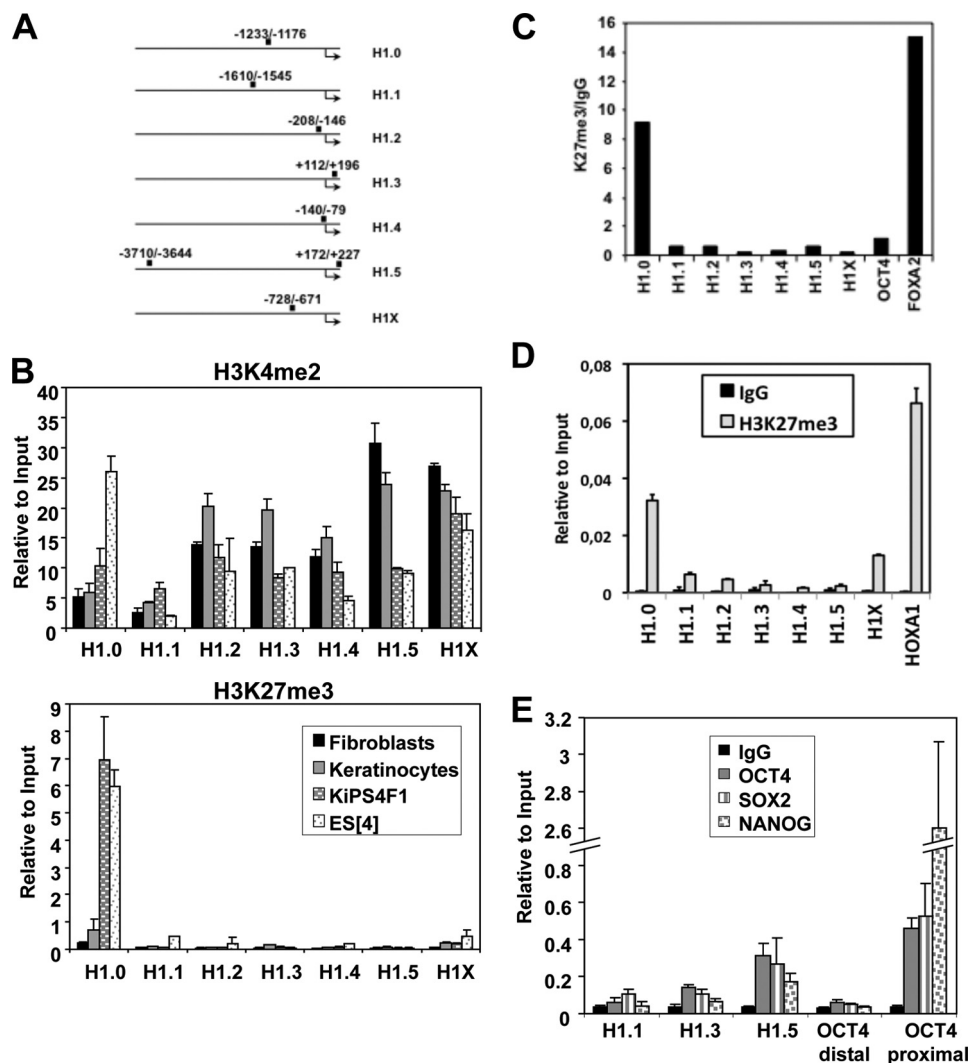 A
-1233/-1176
H1.0
-1610/-1545
H1.1
-208/-146
H1.2
+112/+196
H1.3
-140/-79
H1.4
-3710/-3644 +172/+227
H1.5
-728/-671
H1X
B
H3K4me2
Relative to Input
40
35
30
25
20
15
10
5
0
H1.0 H1.1 H1.2 H1.3 H1.4 H1.5 H1X
H3K27me3
Relative to Input
9
8
7
6
5
4
3
2
1
0
Fibroblasts
Keratinocytes
KiPS4F1
ES[4]
H1.0 H1.1 H1.2 H1.3 H1.4 H1.5 H1X
C
K27me3/IgG
16
14
12
10
8
6
4
2
0
H1.0 H1.1 H1.2 H1.3 H1.4 H1.5 H1X OCT4 FOXA2
D
Relative to Input
0,08
0,06
0,04
0,02
0
IgG
H3K27me3
H1.0 H1.1 H1.2 H1.3 H1.4 H1.5 H1X HOXA1
E
Relative to Input
3.2
3.0
2.8
2.6
0.8
0.6
0.4
0.2
0
IgG
OCT4
SOX2
NANOG
H1.1 H1.3 H1.5 OCT4 OCT4
distal proximal